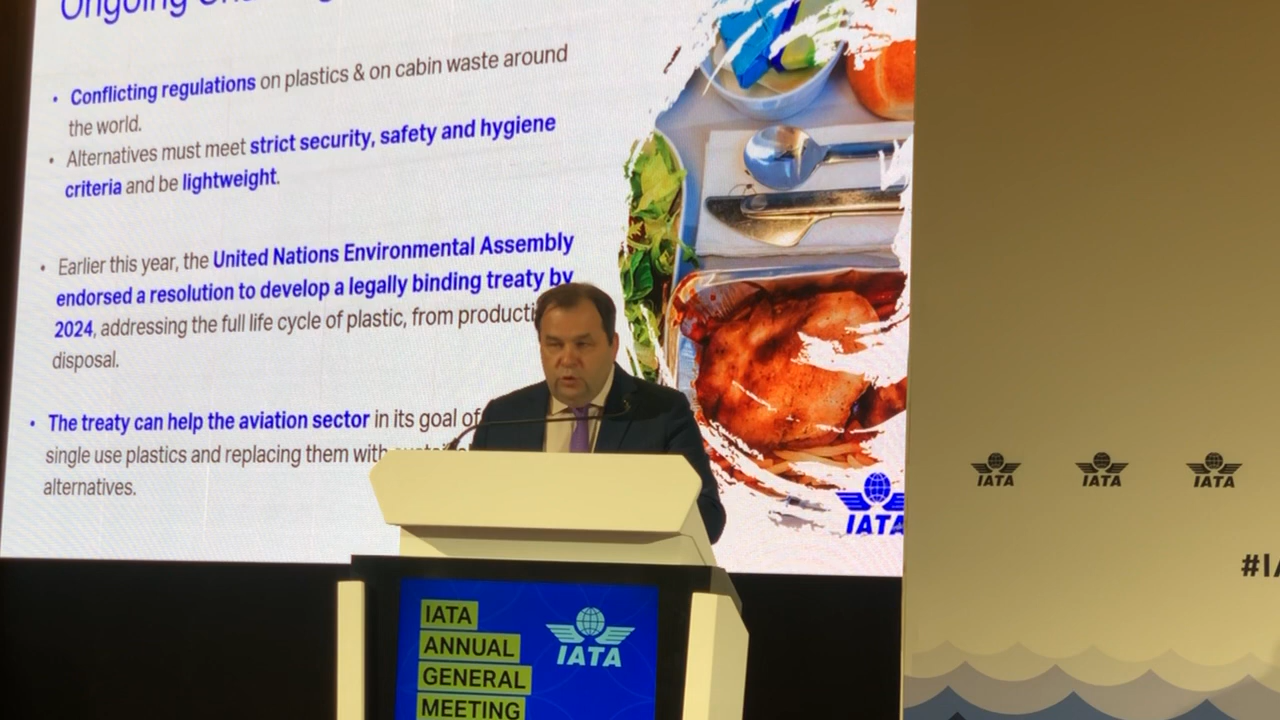 Ongoing
• Conflicting regulations on plastics & on cabin waste around
the world.
• Alternatives must meet strict security, safety and hygiene
criteria and be lightweight.
• Earlier this year, the United Nations Environmental Assembly
endorsed a resolution to develop a legally binding treaty by
2024, addressing the full life cycle of plastic, from
disposal.
• The treaty can help the aviation sector in its goal of
single use plastics and replacing them with
alternatives.
IATA
IATA
ANNUAL
GENERAL
MEETING
IATA
IATA IATA IATA